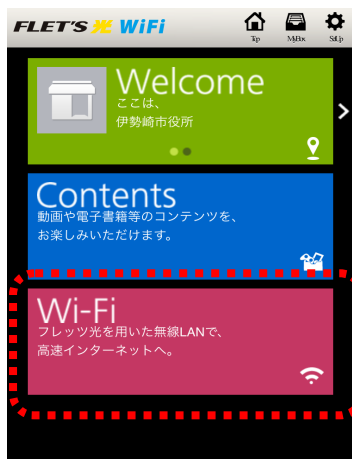 FLET'S 光 WiFi
Top
MyBox
SetUp
Welcome
ここは、
伊勢崎市役所
Contents
動画や電子書籍等のコンテンツを、
お楽しみいただけます。
Wi-Fi
フレッツ光を用いた無線LANで、
高速インターネットへ。